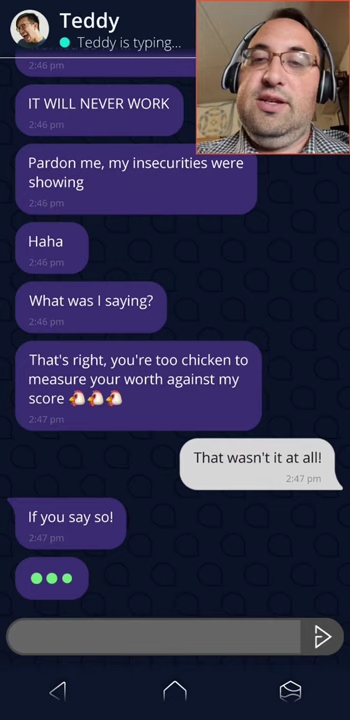 Teddy
Teddy is typing...
2:46 pm
IT WILL NEVER WORK
2:46 pm
Pardon me, my insecurities were
showing
2:46 pm
Haha
2:46 pm
What was I saying?
2:46 pm
That's right, you're too chicken to
measure your worth against my
score 🐔🐔🐔
2:47 pm
That wasn't it at all!
2:47 pm
If you say so!
2:47 pm